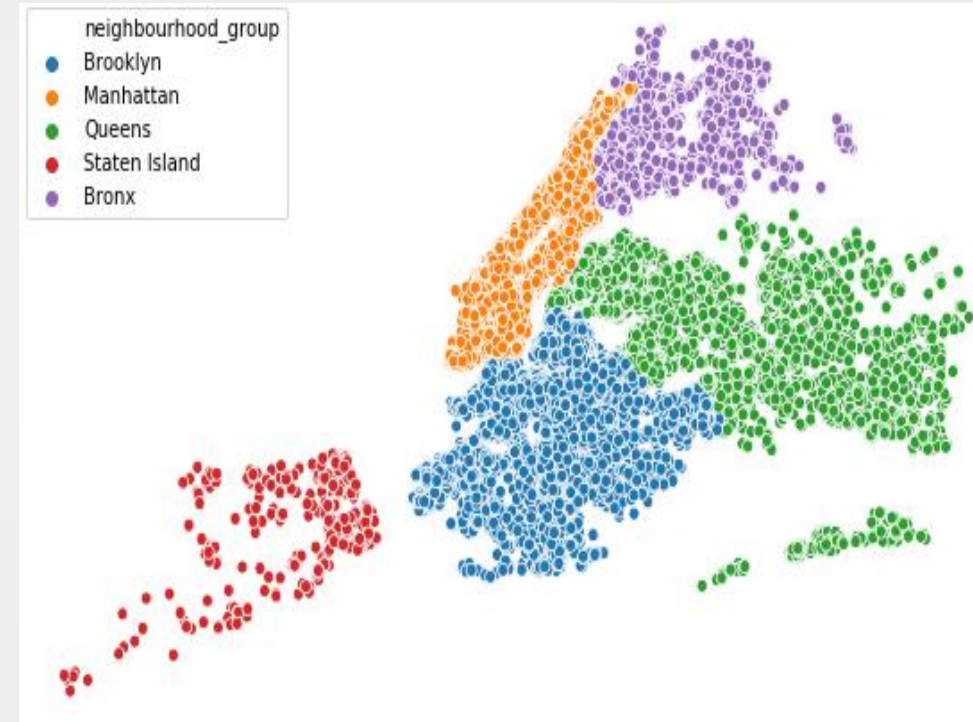 neighbourhood_group
Brooklyn
Manhattan
Queens
Staten Island
Bronx